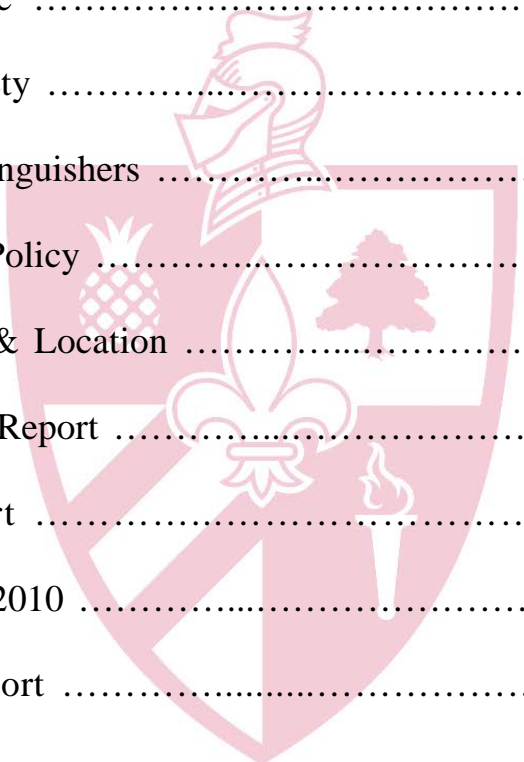 c ……………………………………………
ty ……………………………………………
nguishers ………………………………
Policy ……………………………………
& Location ……………………………
Report …………………………………
rt ……………………………………………
2010 ………………………………………
ort …………………………………………